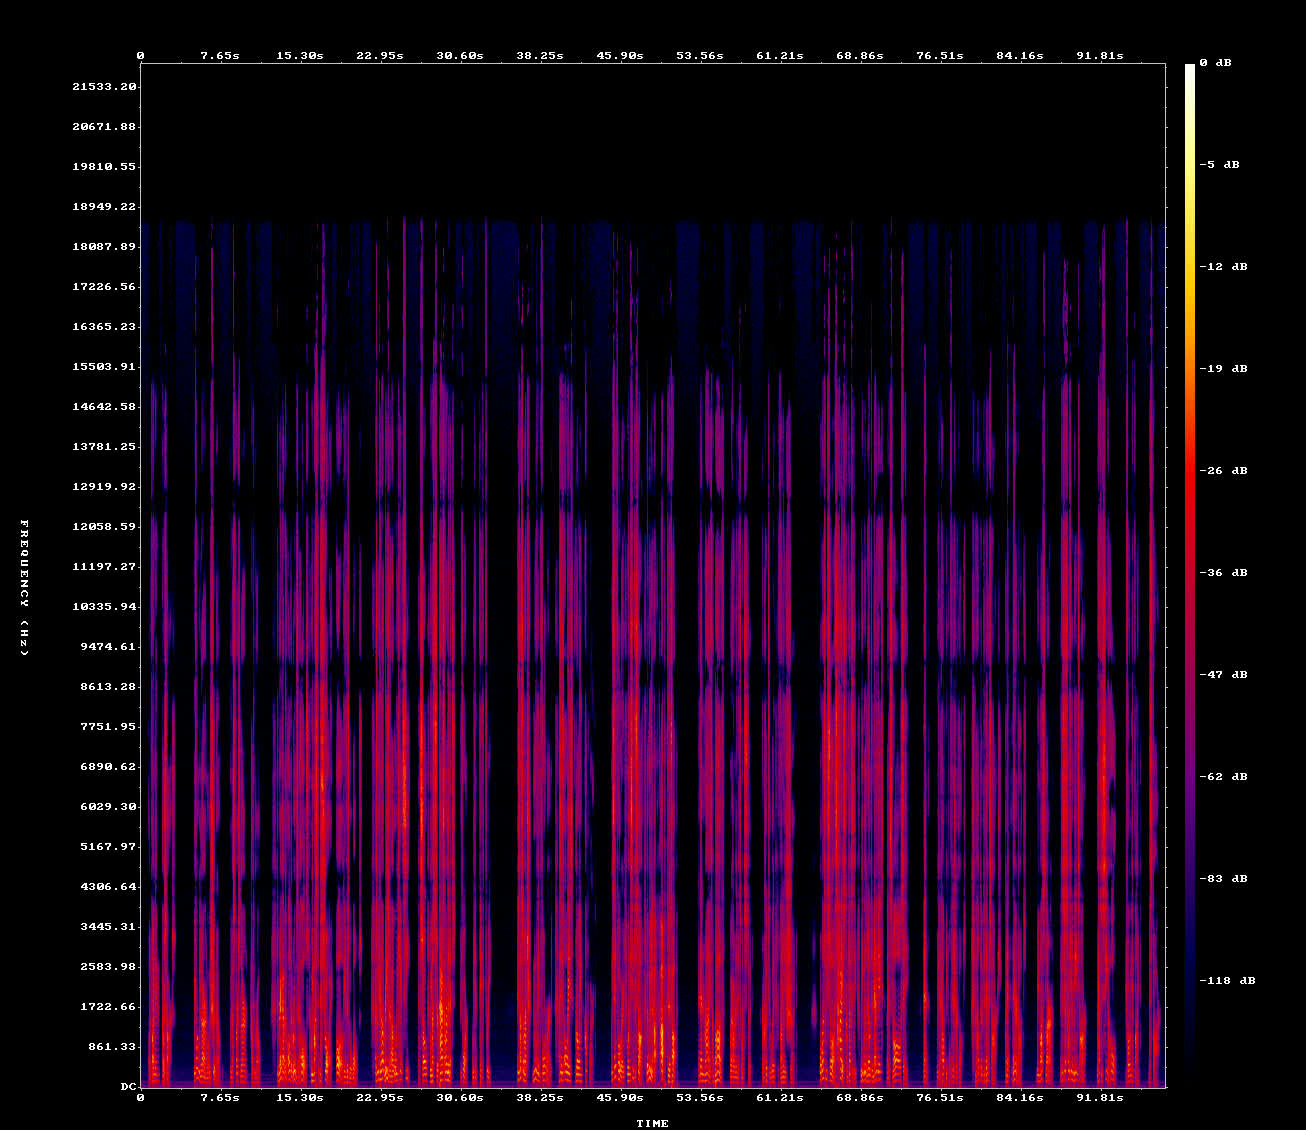 0 7.65s 15.30s 22.95s 30.60s 38.25s 45.90s 53.56s 61.21s 68.86s 76.51s 84.16s 91.81s
21533.20
20671.88
19810.55
18949.22
18087.89
17226.56
16365.23
15503.91
14642.58
13781.25
12919.92
12058.59
11197.27
10335.94
9474.61
8613.28
7751.95
6890.62
6029.30
5167.97
4306.64
3445.31
2583.98
1722.66
861.33
DC
FREQUENCY (Hz)
0 dB
-5 dB
-12 dB
-19 dB
-26 dB
-36 dB
-47 dB
-62 dB
-83 dB
-118 dB
0 7.65s 15.30s 22.95s 30.60s 38.25s 45.90s 53.56s 61.21s 68.86s 76.51s 84.16s 91.81s
TIME